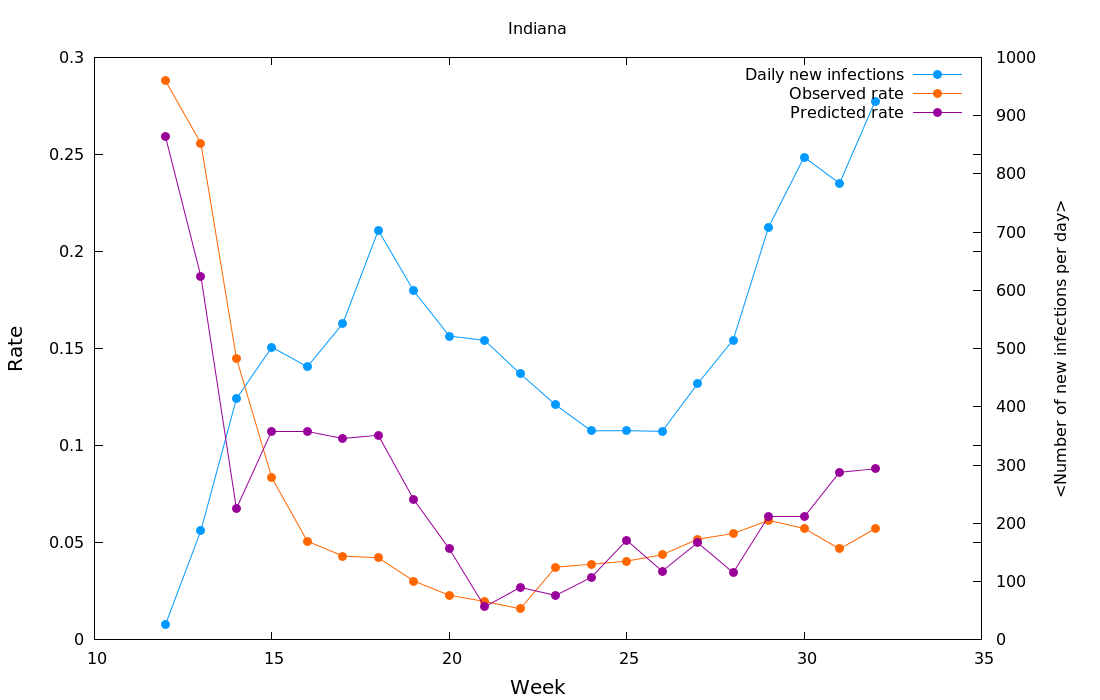 Indiana
Daily new infections
Observed rate
Predicted rate
0.3
0.25
0.2
0.15
0.1
0.05
0
Rate
1000
900
800
700
600
500
400
300
200
100
0
<Number of new infections per day>
10 15 20 25 30 35
Week